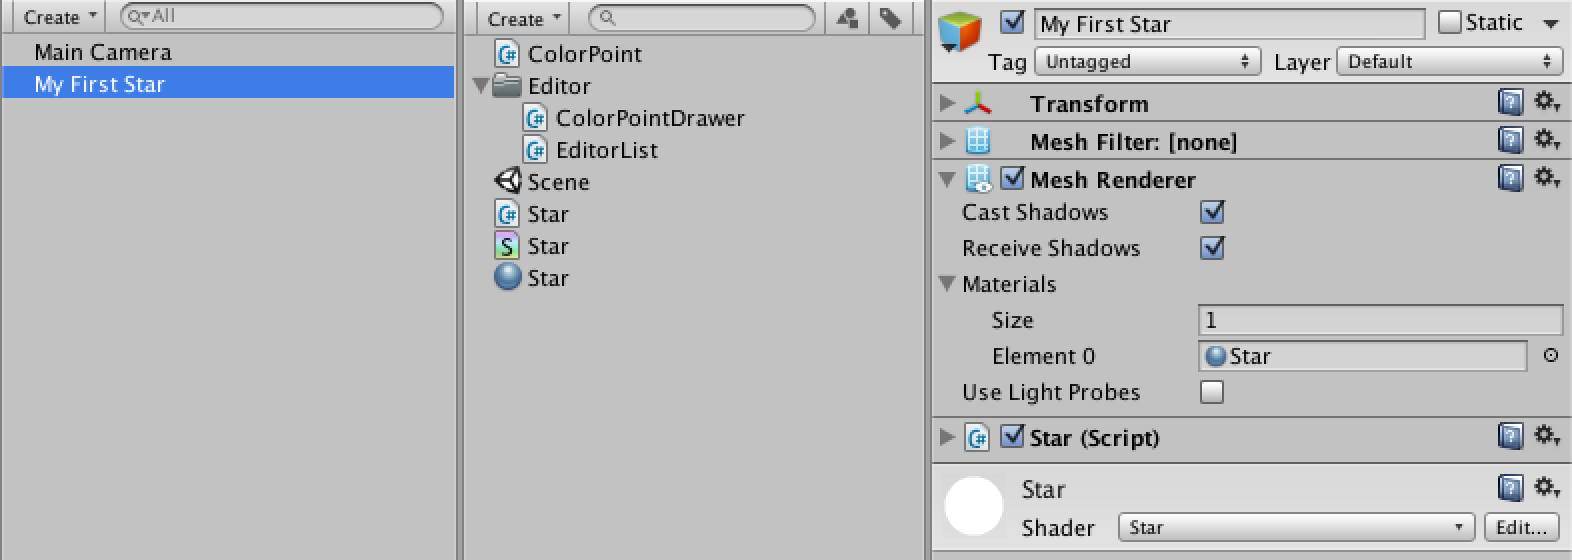 Create
All
Main Camera
My First Star
Create
ColorPoint
Editor
ColorPointDrawer
EditorList
Scene
Star
Star
Star
My First Star
Static
Tag Untagged Layer Default
Transform
Mesh Filter: [none]
Mesh Renderer
Cast Shadows
Receive Shadows
Materials
Size 1
Element 0 Star
Use Light Probes
Star (Script)
Star
Shader Star Edit...